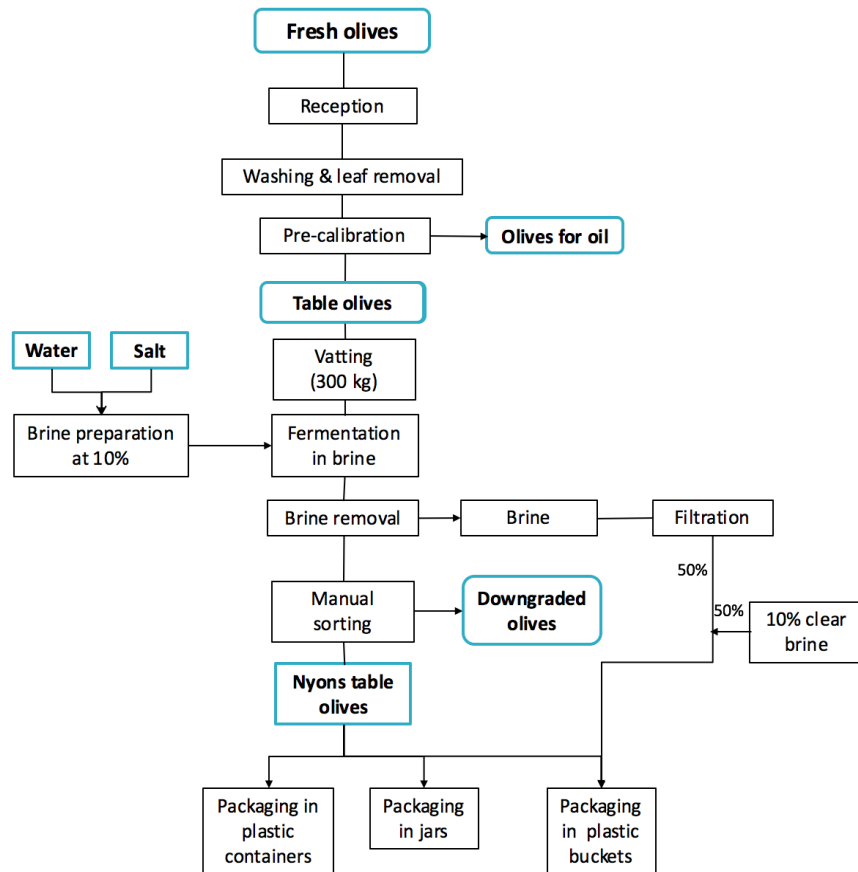 Fresh olives
Reception
Washing & leaf removal
Pre-calibration
Olives for oil
Table olives
Water
Salt
Vatting
(300 kg)
Brine preparation
at 10%
Fermentation
in brine
Brine removal
Brine
Filtration
50%
Manual
sorting
Downgraded
olives
50%
10% clear
brine
Nyons table
olives
Packaging in
plastic
containers
Packaging
in jars
Packaging
in plastic
buckets